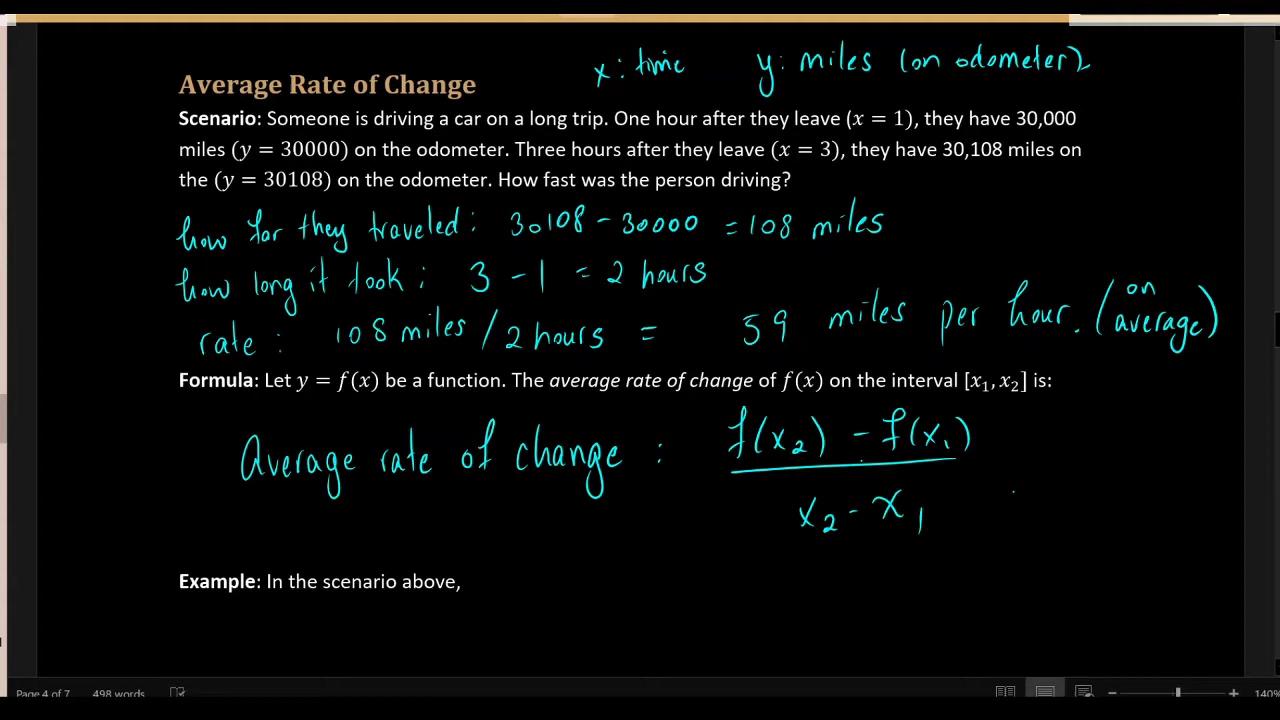 x: time y: miles (on odometer)
Average Rate of Change
Scenario: Someone is driving a car on a long trip. One hour after they leave (x = 1), they have 30,000
miles (y = 30000) on the odometer. Three hours after they leave (x = 3), they have 30,108 miles on
the (y = 30108) on the odometer. How fast was the person driving?
how far they traveled: 30108 - 30000 = 108 miles
how long it took: 3 - 1 = 2 hours
rate: 108 miles / 2 hours = 59 miles per hour. (on average)
Formula: Let y = f(x) be a function. The average rate of change of f(x) on the interval [x₁, x₂] is:
Average rate of change: f(x₂) - f(x₁)
x₂ - x₁
Example: In the scenario above,
Page 4 of 7 498 words 140%